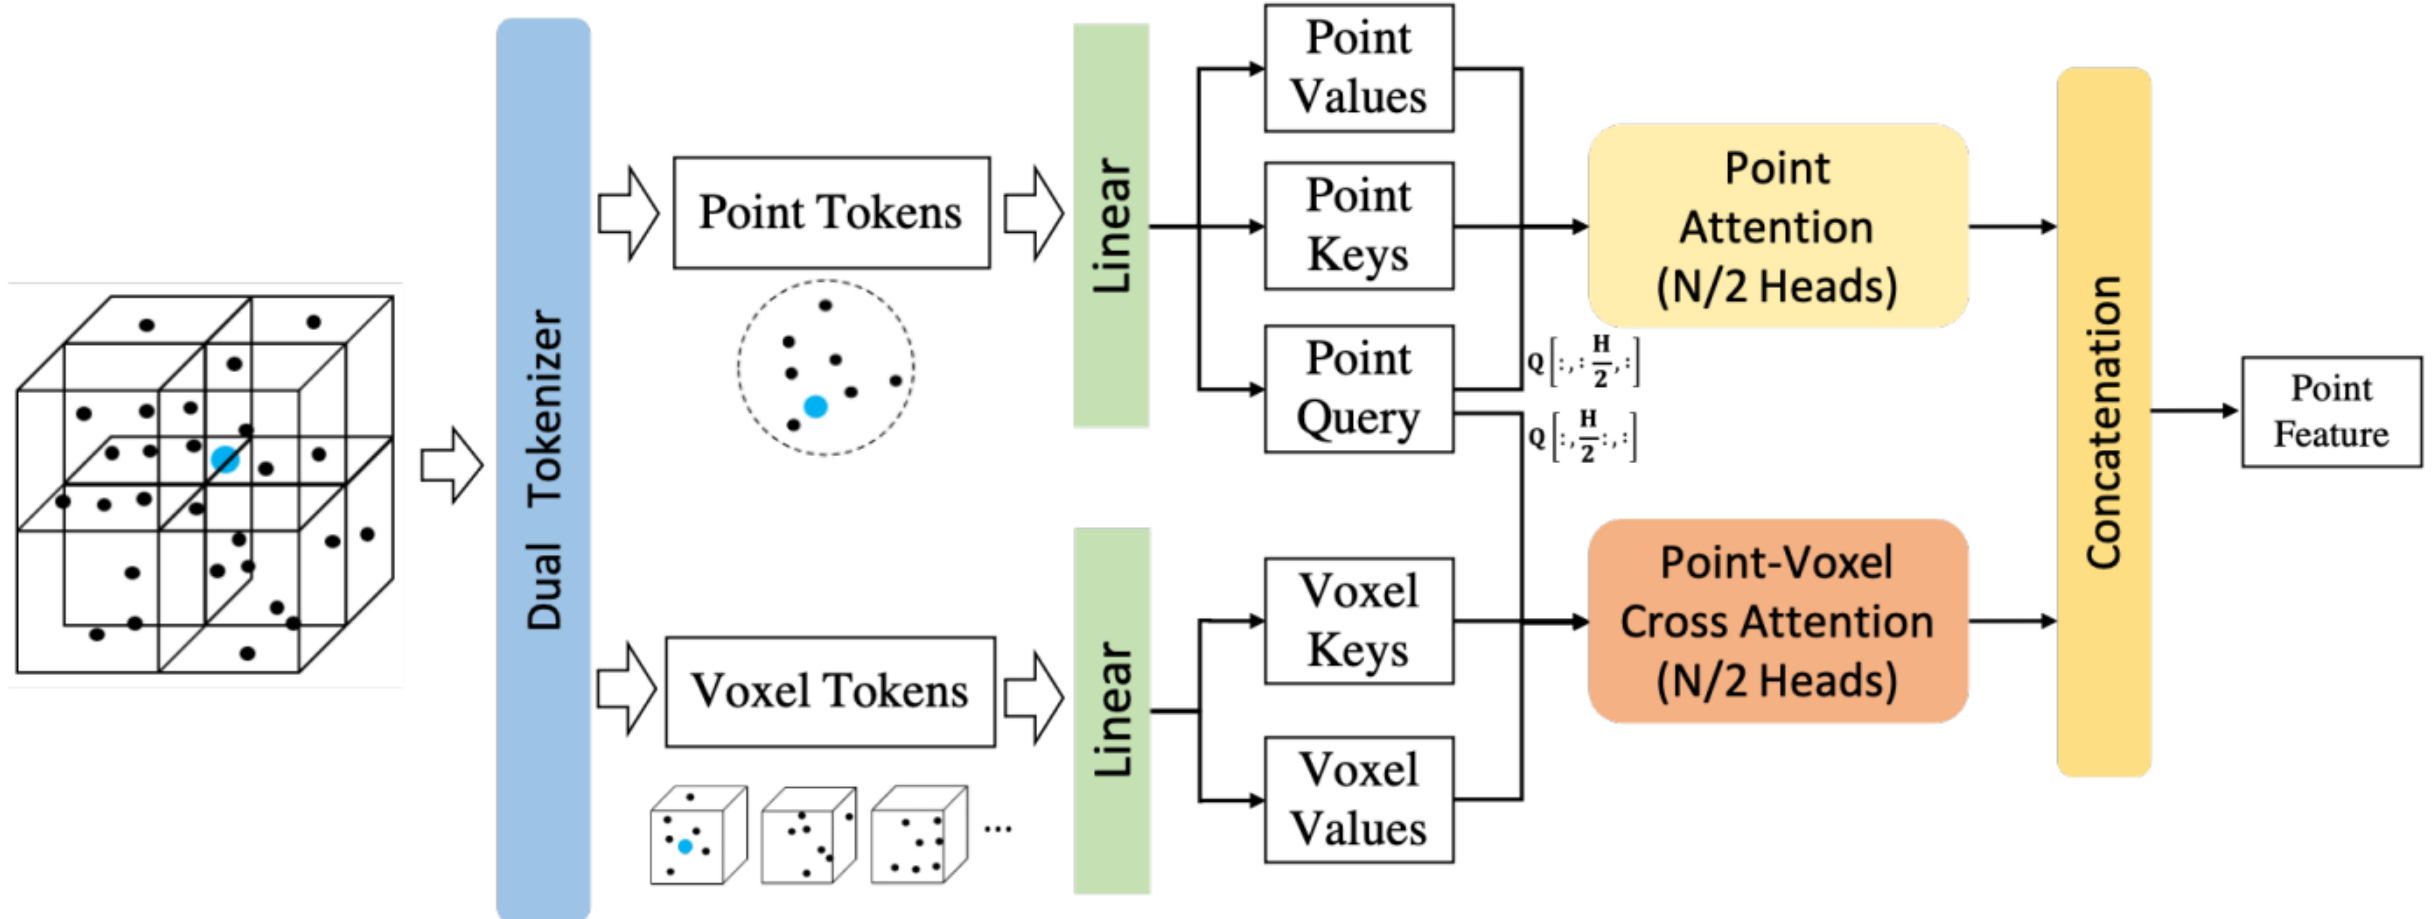 Dual Tokenizer
Point Tokens
Voxel Tokens
...
Linear
Linear
Point
Values
Point
Keys
Point
Query
Q[:,:H/2,:]
Q[:,H/2:,:]
Voxel
Keys
Voxel
Values
Point
Attention
(N/2 Heads)
Point-Voxel
Cross Attention
(N/2 Heads)
Concatenation
Point
Feature